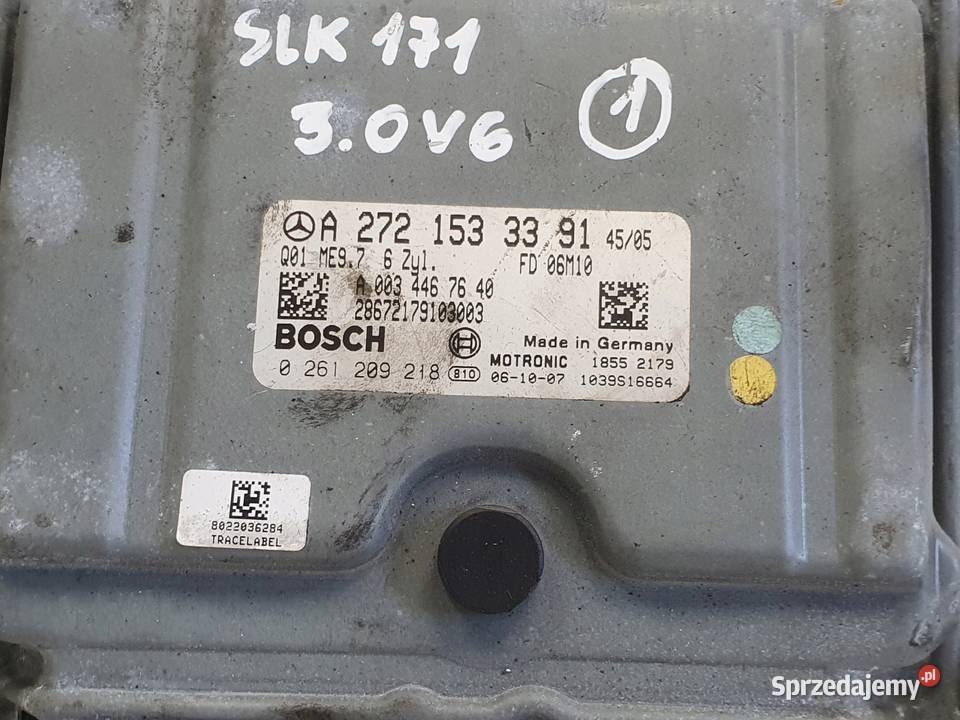 SLK 171
3.0V6 1
A 272 153 33 91 45/05
Q01 ME9.7 6 Zyl. FD 06M10
A 003 446 76 40
28672179103003
BOSCH Made in Germany
MOTRONIC 1855 2179
0 261 209 218 810 06-10-07 1039S16664
8022036284
TRACELABEL
Sprzedajemy.pl